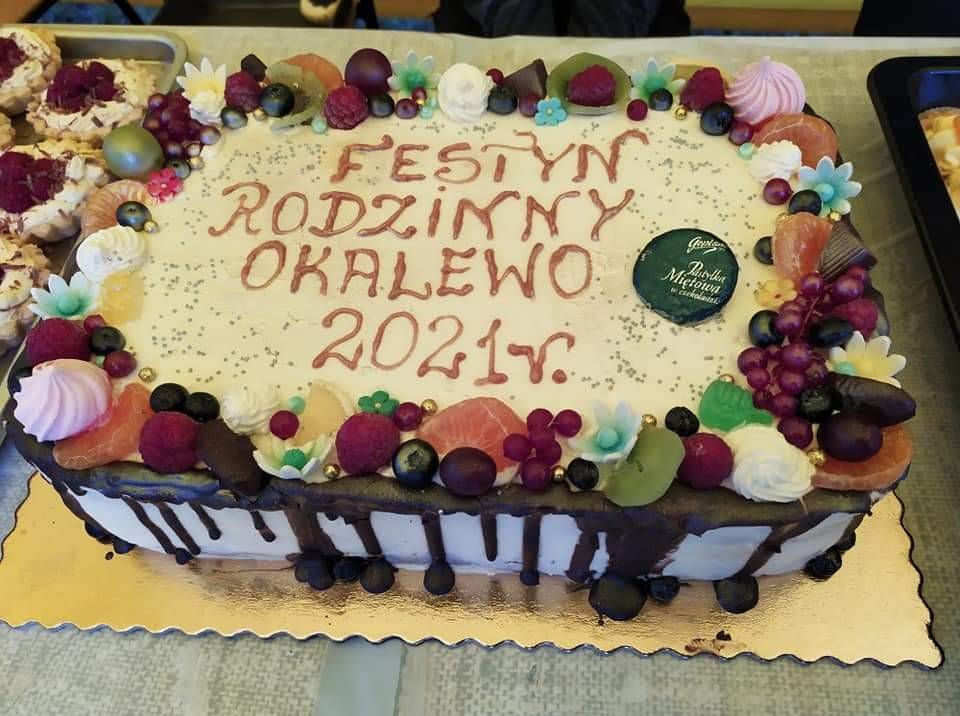 FESTYN
RODZINNY
OKALEWO
2021r.
Goplana
Pastylka
Miętowa
w czekoladzie